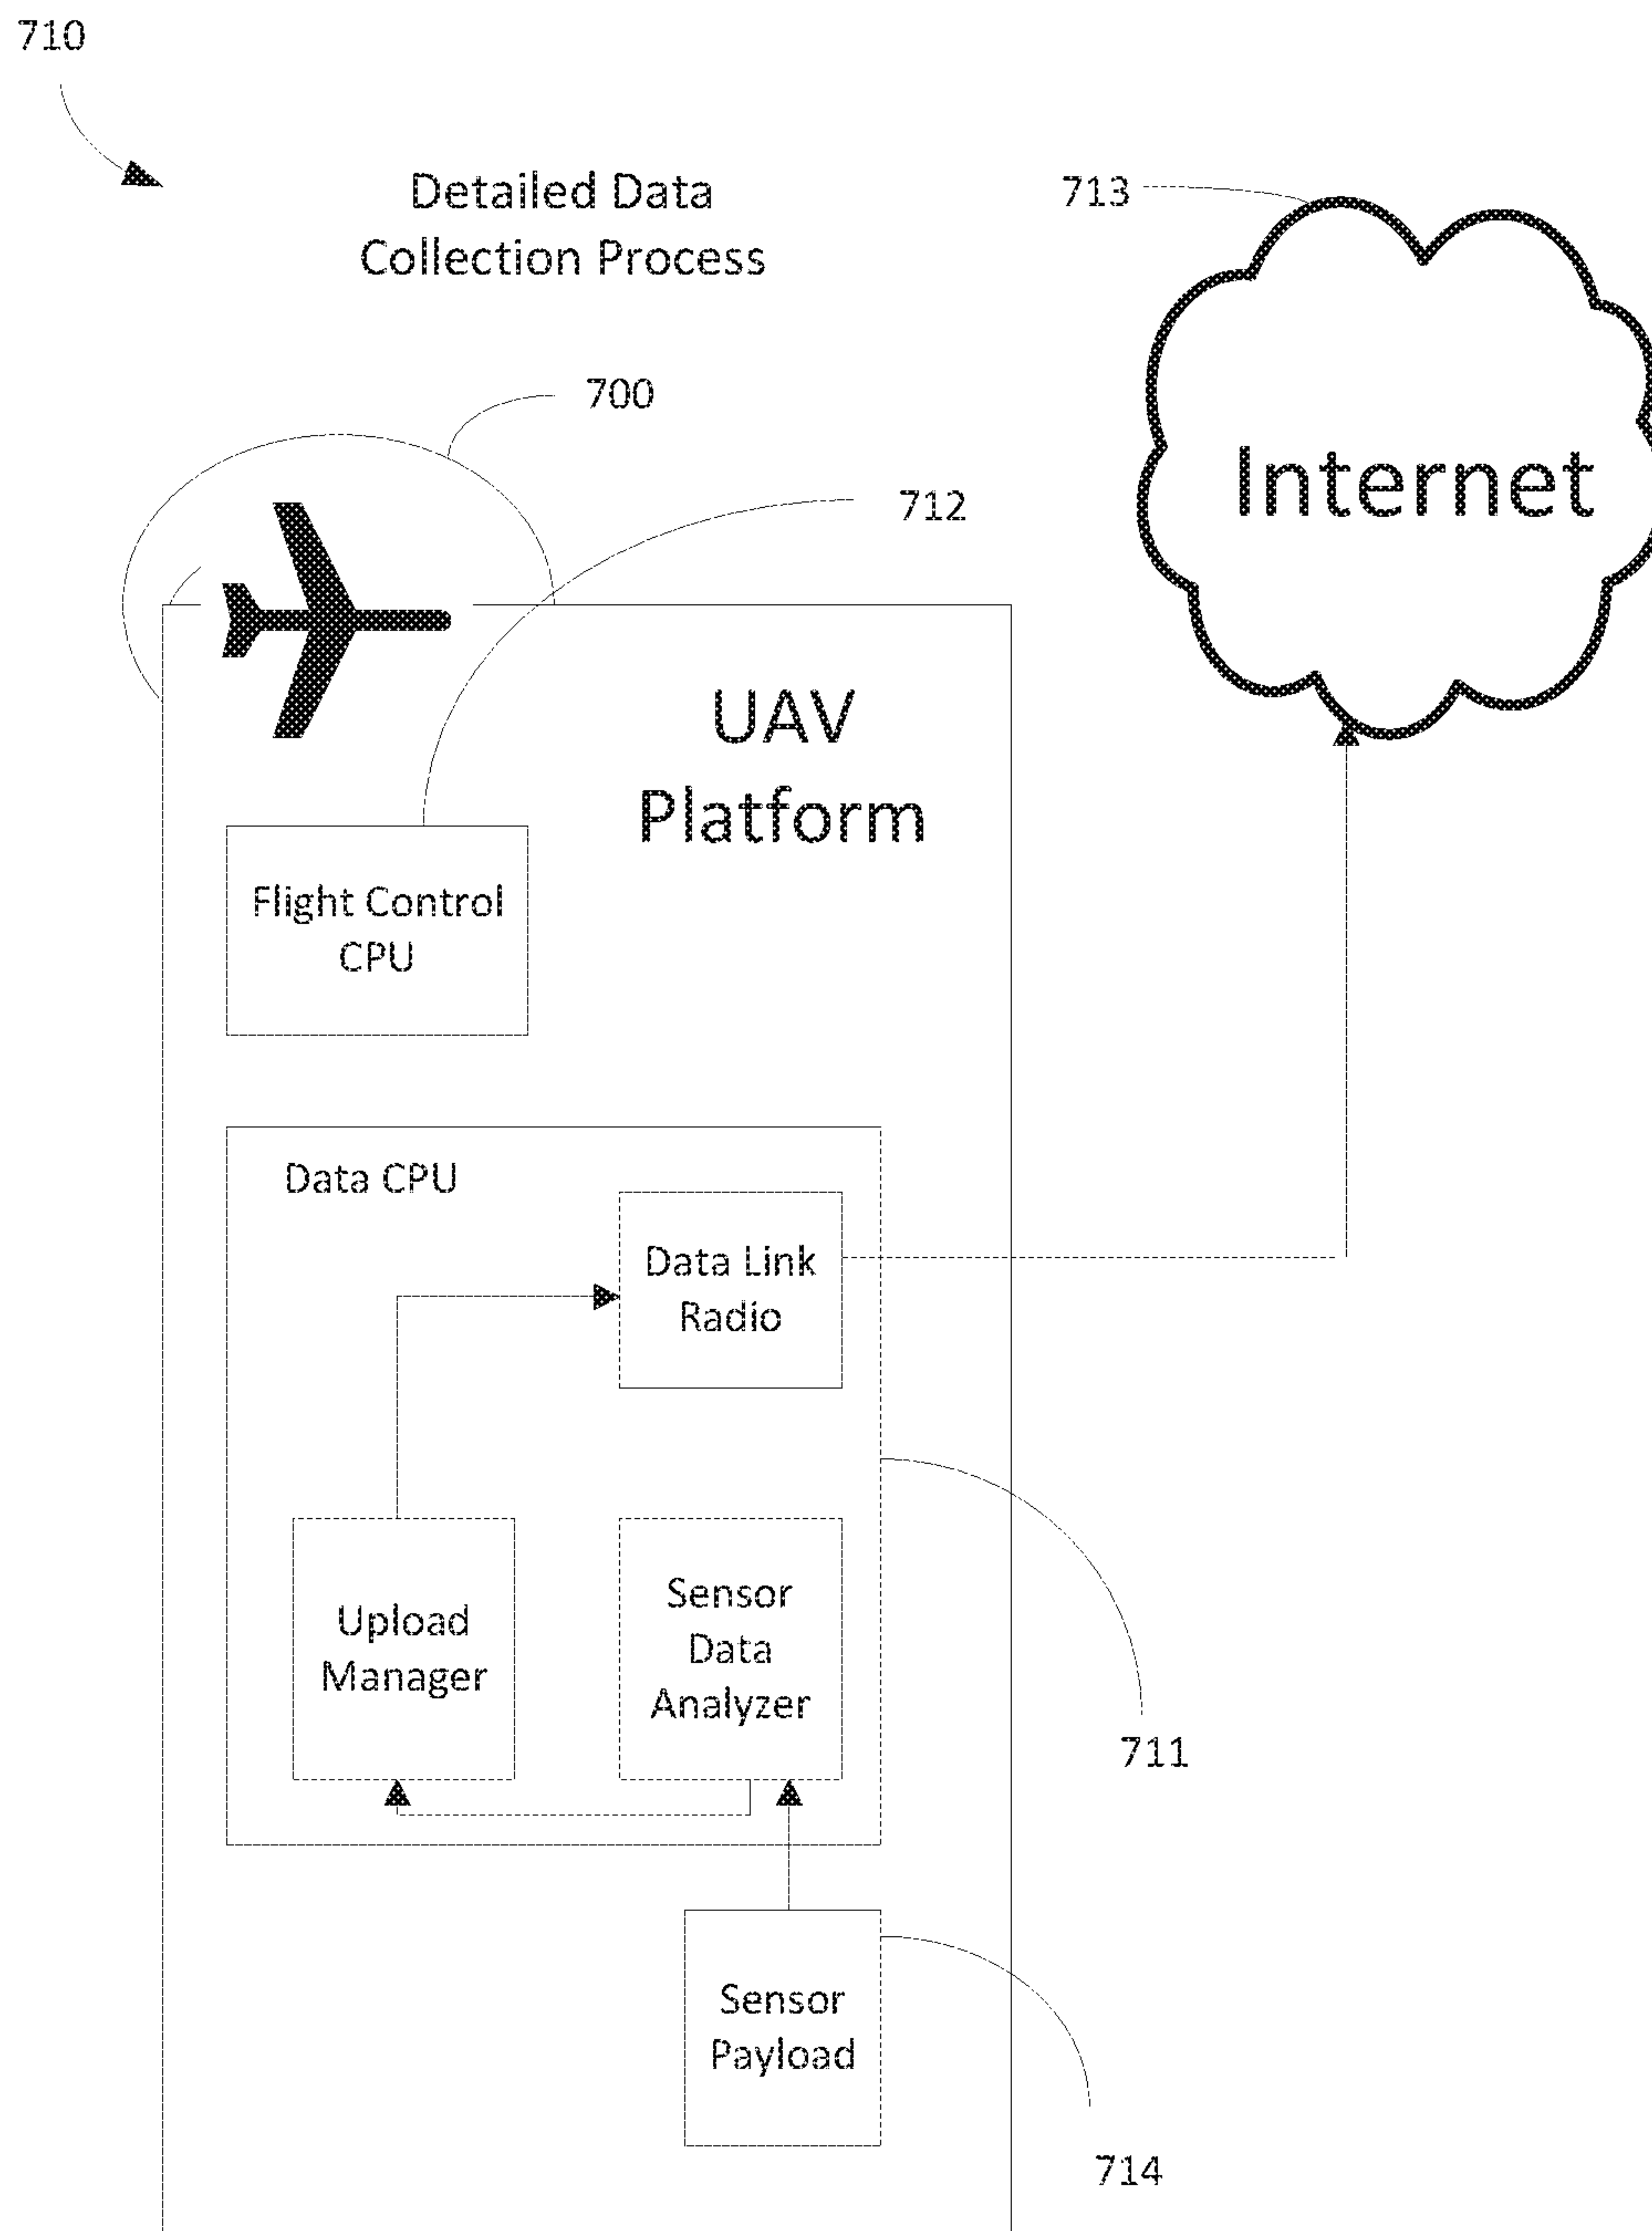 710
Detailed Data
Collection Process
713
700
712
Internet
UAV
Platform
Flight Control
CPU
Data CPU
Data Link
Radio
Upload
Manager
Sensor
Data
Analyzer
711
Sensor
Payload
714